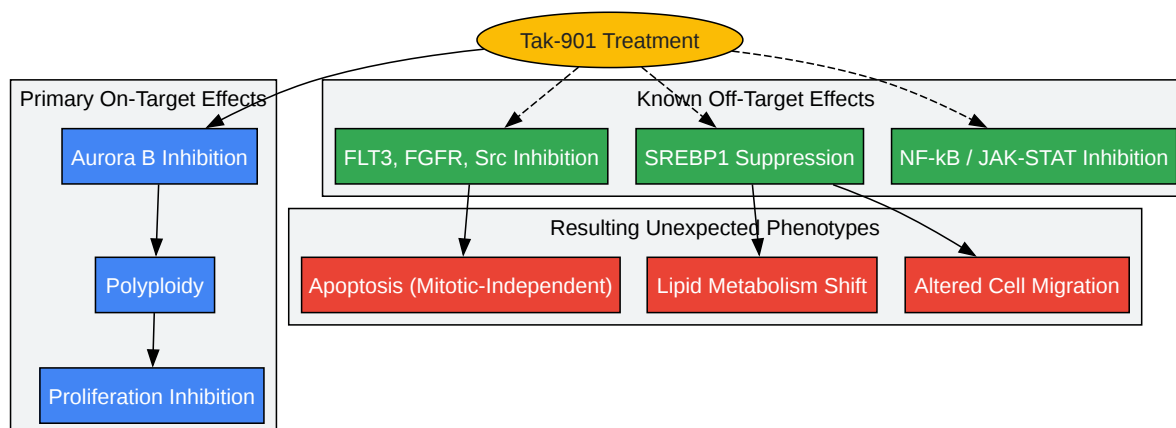 Tak-901 Treatment
Primary On-Target Effects
Known Off-Target Effects
Aurora B Inhibition
FLT3, FGFR, Src Inhibition
SREBP1 Suppression
NF-kB / JAK-STAT Inhibition
Resulting Unexpected Phenotypes
Polyploidy
Apoptosis (Mitotic-Independent)
Lipid Metabolism Shift
Altered Cell Migration
Proliferation Inhibition